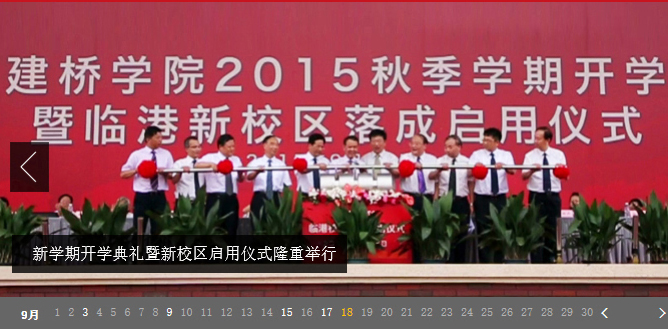 建桥学院2015秋季学期开学
暨临港新校区落成启用仪式
新学期开学典礼暨新校区启用仪式隆重举行
9月 1 2 3 4 5 6 7 8 9 10 11 12 13 14 15 16 17 18 19 20 21 22 23 24 25 26 27 28 29 30